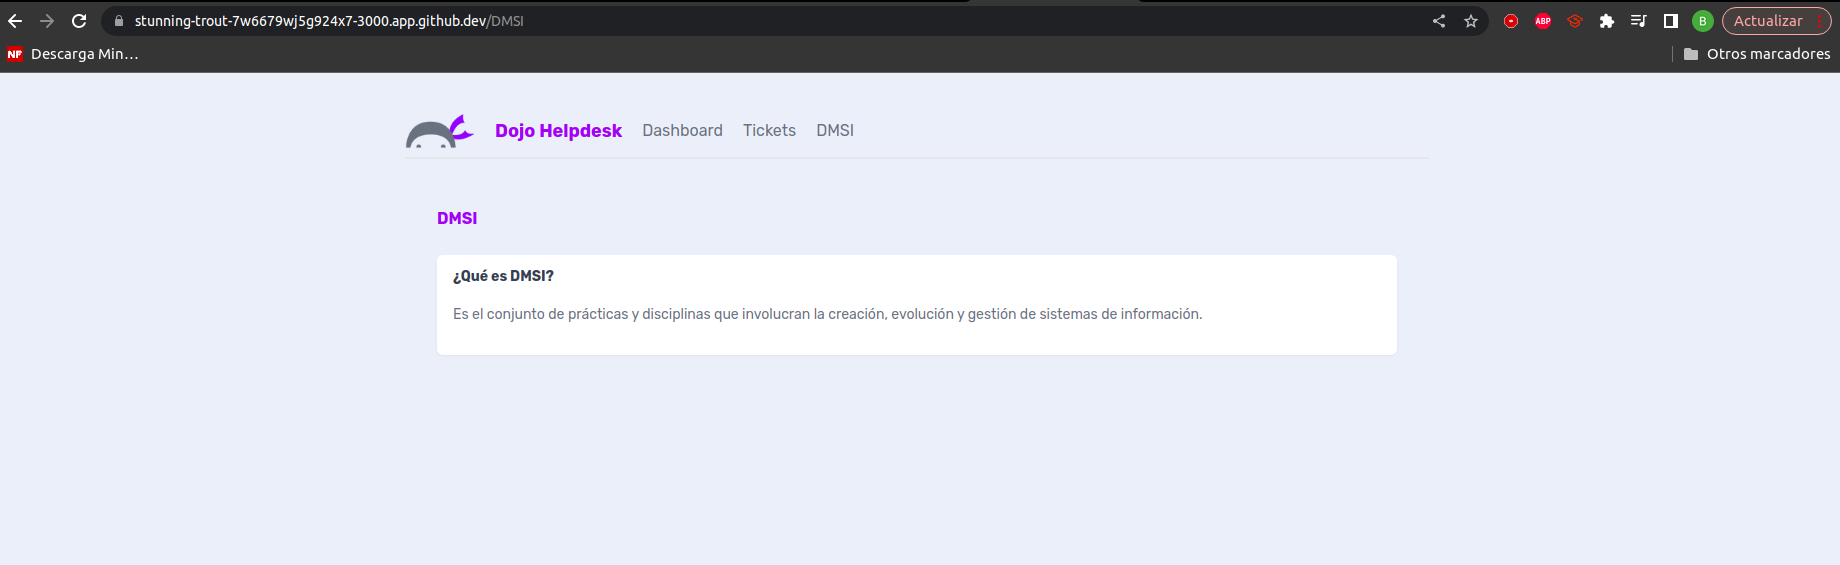 stunning-trout-7w6679wj5g924x7-3000.app.github.dev/DMSI
ABP
B
Actualizar
NF
Descarga Min…
Otros marcadores
Dojo Helpdesk
Dashboard
Tickets
DMSI
DMSI
¿Qué es DMSI?
Es el conjunto de prácticas y disciplinas que involucran la creación, evolución y gestión de sistemas de información.